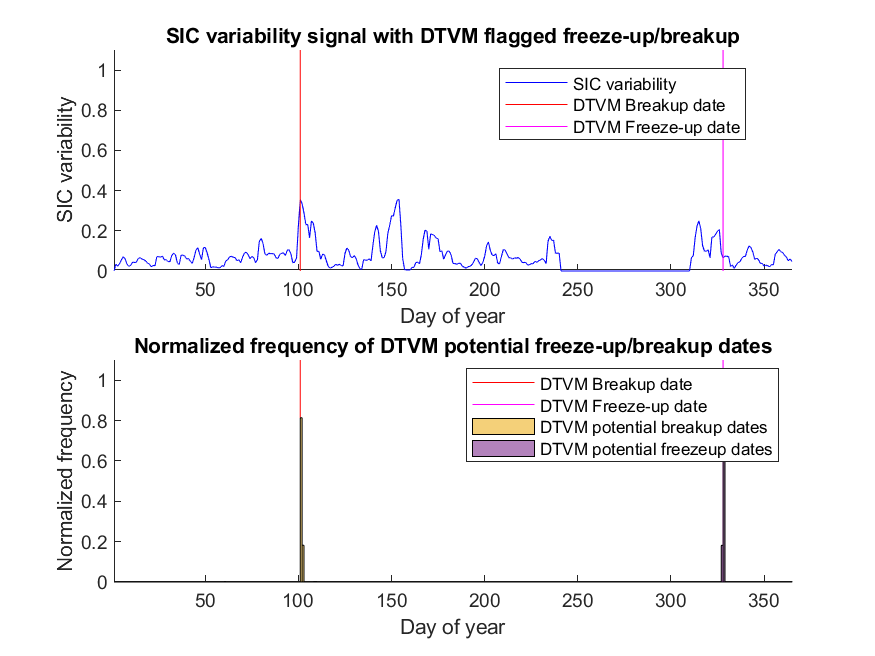 SIC variability signal with DTVM flagged freeze-up/breakup
SIC variability
1
0.8
0.6
0.4
0.2
0
SIC variability
DTVM Breakup date
DTVM Freeze-up date
50 100 150 200 250 300 350
Day of year
Normalized frequency of DTVM potential freeze-up/breakup dates
Normalized frequency
1
0.8
0.6
0.4
0.2
0
DTVM Breakup date
DTVM Freeze-up date
DTVM potential breakup dates
DTVM potential freezeup dates
50 100 150 200 250 300 350
Day of year